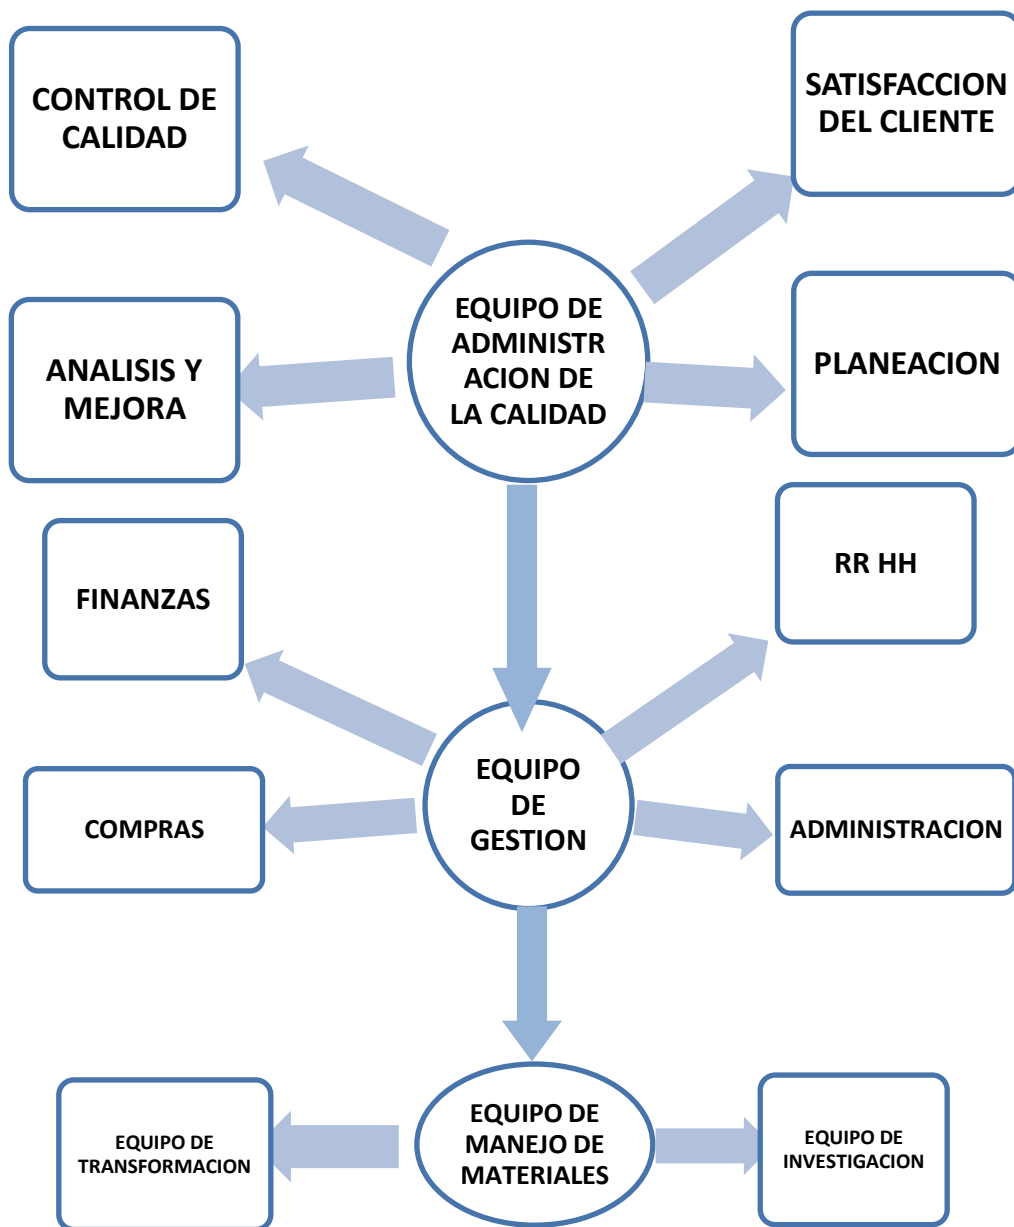 CONTROL DE
CALIDAD
SATISFACCION
DEL CLIENTE
EQUIPO DE
ADMINISTR
ACION DE
LA CALIDAD
ANALISIS Y
MEJORA
PLANEACION
FINANZAS
RR HH
EQUIPO
DE
GESTION
COMPRAS
ADMINISTRACION
EQUIPO DE
MANEJO DE
MATERIALES
EQUIPO DE
TRANSFORMACION
EQUIPO DE
INVESTIGACION